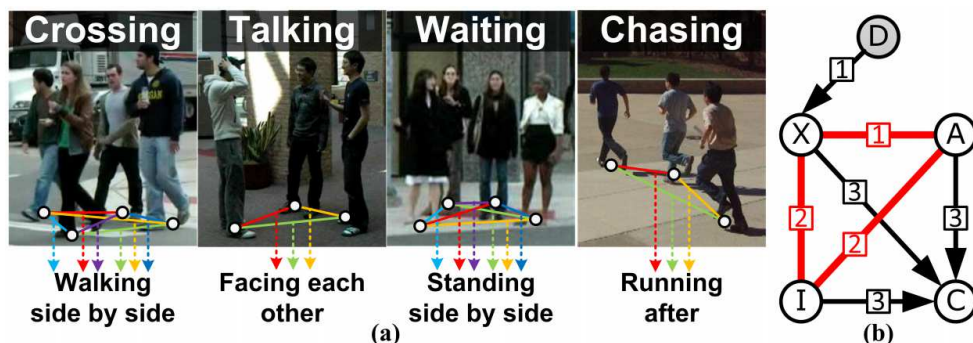 Crossing
Talking
Waiting
Chasing
Walking
side by side
Facing each
other
Standing
side by side
Running
after
(a)
D
1
X
1
A
3
2
2
3
I
3
C
(b)